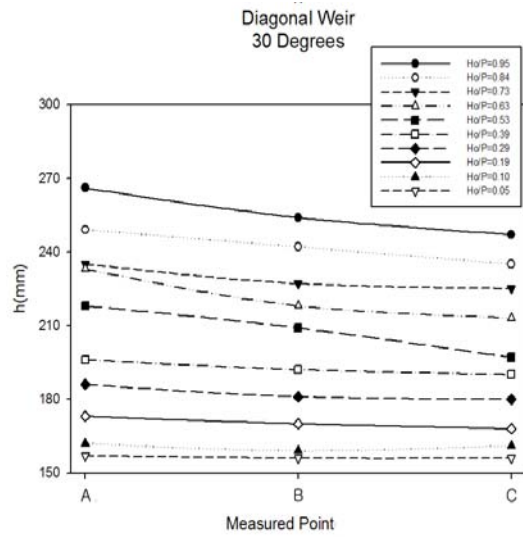 Diagonal Weir
30 Degrees
Ho/P=0.95
Ho/P=0.84
Ho/P=0.73
Ho/P=0.63
Ho/P=0.53
Ho/P=0.39
Ho/P=0.29
Ho/P=0.19
Ho/P=0.10
Ho/P=0.05
300
270
240
210
180
150
h(mm)
A
B
C
Measured Point